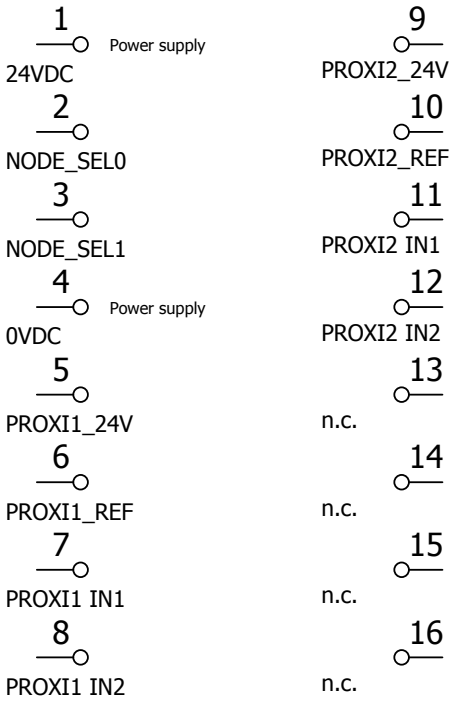 1
Power supply
24VDC
2
NODE_SEL0
3
NODE_SEL1
4
Power supply
0VDC
5
PROXI1_24V
6
PROXI1_REF
7
PROXI1 IN1
8
PROXI1 IN2
9
PROXI2_24V
10
PROXI2_REF
11
PROXI2 IN1
12
PROXI2 IN2
13
n.c.
14
n.c.
15
n.c.
16
n.c.